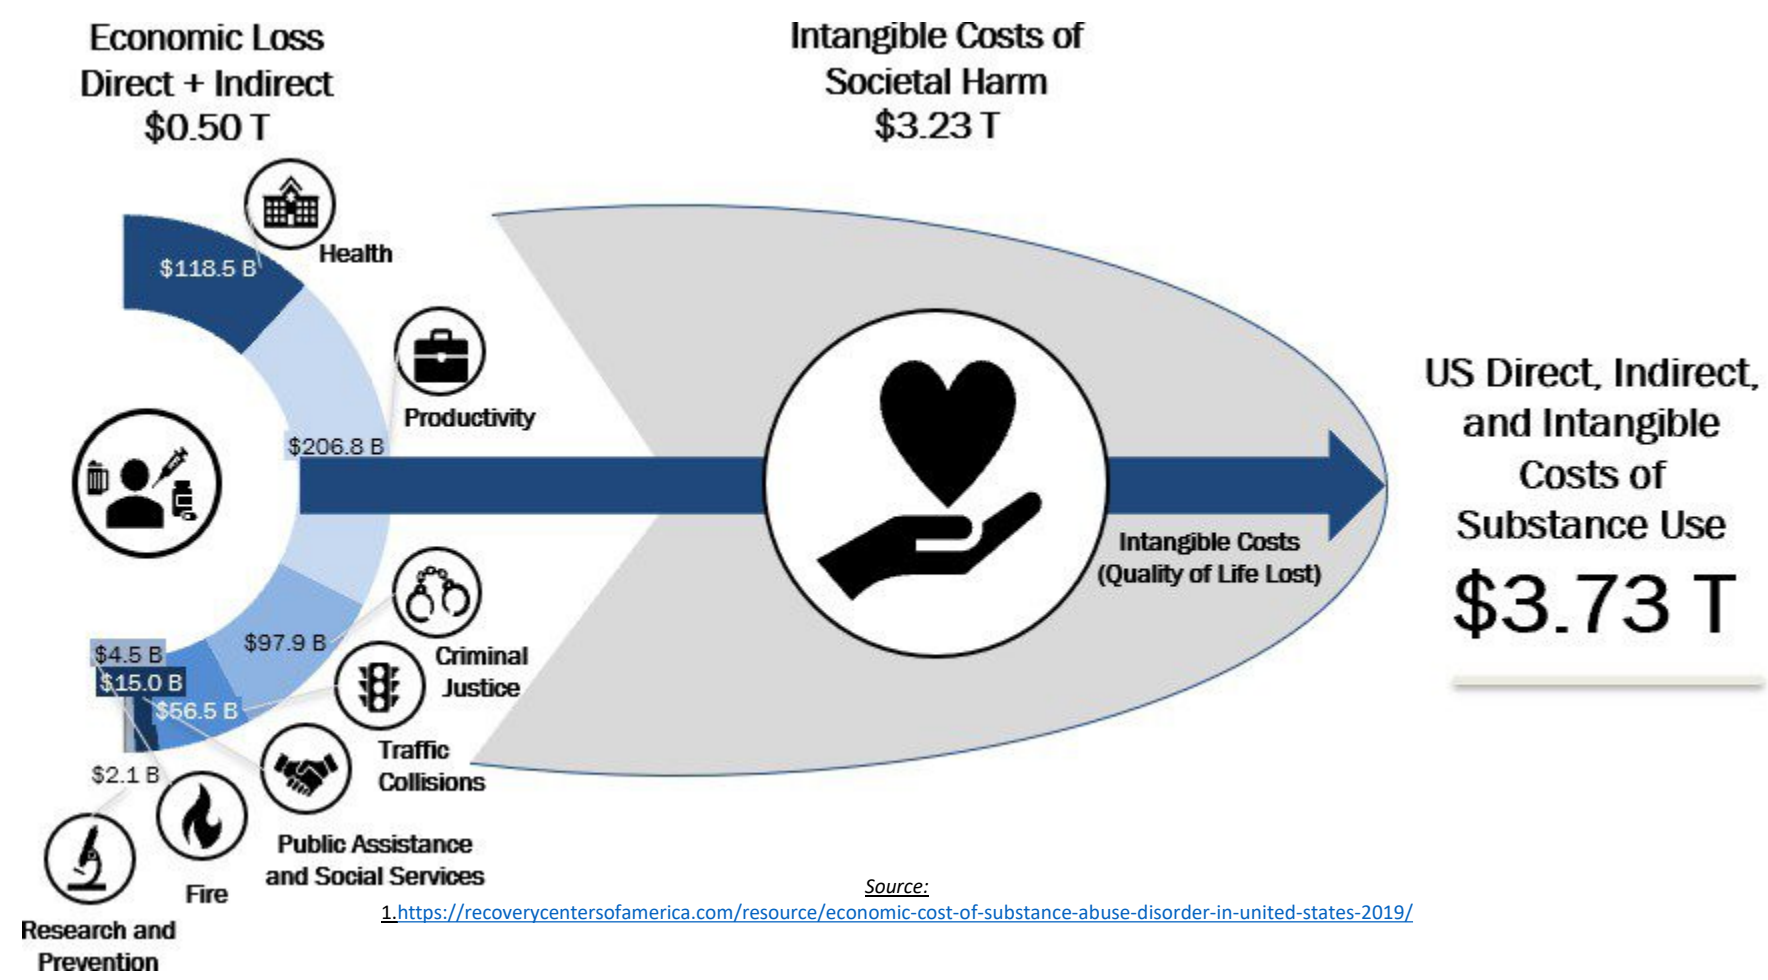 Economic Loss
Direct + Indirect
$0.50 T
Intangible Costs of
Societal Harm
$3.23 T
$118.5 B
Health
$206.8 B
Productivity
$97.9 B
Criminal
Justice
$56.5 B
Traffic
Collisions
$15.0 B
Public Assistance
and Social Services
$4.5 B
Fire
$2.1 B
Research and
Prevention
Intangible Costs
(Quality of Life Lost)
US Direct, Indirect,
and Intangible
Costs of
Substance Use
$3.73 T
Source:
1.https://recoverycentersofamerica.com/resource/economic-cost-of-substance-abuse-disorder-in-united-states-2019/